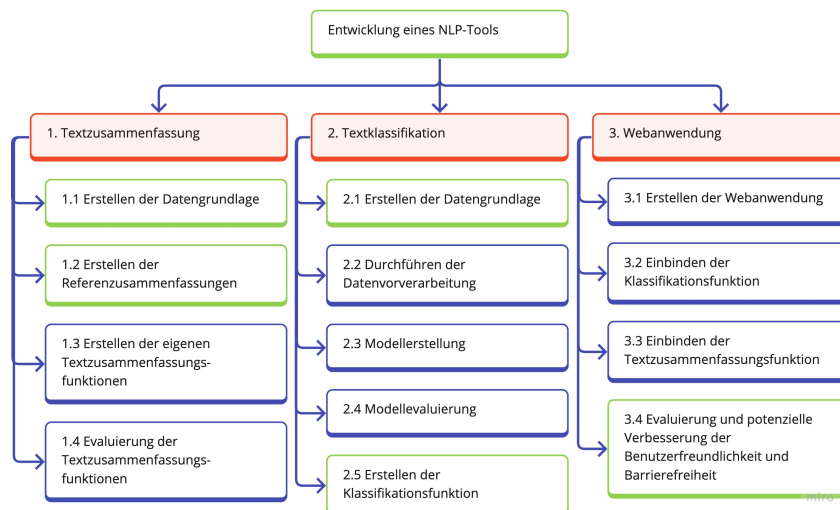 Entwicklung eines NLP-Tools
1. Textzusammenfassung
1.1 Erstellen der Datengrundlage
1.2 Erstellen der
Referenzusammenfassungen
1.3 Erstellen der eigenen
Textzusammenfassungs-
funktionen
1.4 Evaluierung der
Textzusammenfassungs-
funktionen
2. Textklassifikation
2.1 Erstellen der Datengrundlage
2.2 Durchführen der
Datenvorverarbeitung
2.3 Modellerstellung
2.4 Modellevaluierung
2.5 Erstellen der
Klassifikationsfunktion
3. Webanwendung
3.1 Erstellen der Webanwendung
3.2 Einbinden der
Klassifikationsfunktion
3.3 Einbinden der
Textzusammenfassungsfunktion
3.4 Evaluierung und potenzielle
Verbesserung der
Benutzerfreundlichkeit und
Barrierefreiheit
miro